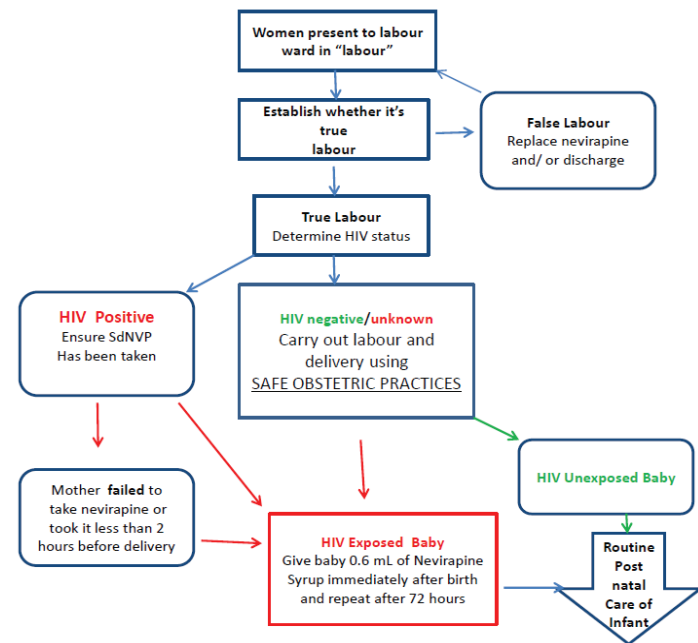 Women present to labour
ward in “labour”
Establish whether it’s
true
labour
False Labour
Replace nevirapine
and/ or discharge
True Labour
Determine HIV status
HIV Positive
Ensure SdNVP
Has been taken
HIV negative/unknown
Carry out labour and
delivery using
SAFE OBSTETRIC PRACTICES
Mother failed to
take nevirapine or
took it less than 2
hours before delivery
HIV Exposed Baby
Give baby 0.6 mL of Nevirapine
Syrup immediately after birth
and repeat after 72 hours
HIV Unexposed Baby
Routine
Post
natal
Care of
Infant